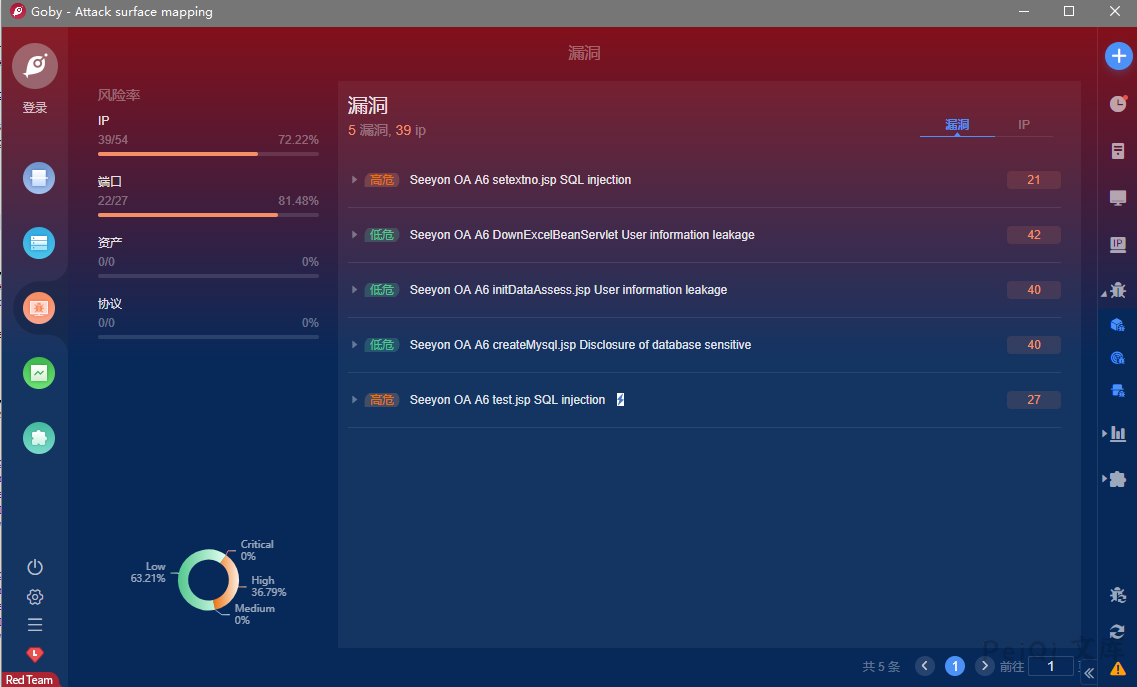 Goby - Attack surface mapping
登录
Red Team
漏洞
风险率
IP
39/54 72.22%
端口
22/27 81.48%
资产
0/0 0%
协议
0/0 0%
Critical
0%
Low
63.21%
High
36.79%
Medium
0%
漏洞
5 漏洞, 39 ip
漏洞 IP
高危 Seeyon OA A6 setextno.jsp SQL injection 21
低危 Seeyon OA A6 DownExcelBeanServlet User information leakage 42
低危 Seeyon OA A6 initDataAssess.jsp User information leakage 40
低危 Seeyon OA A6 createMysql.jsp Disclosure of database sensitive 40
高危 Seeyon OA A6 test.jsp SQL injection 27
共 5 条 1 前往 1
IP
PeiQi 文库